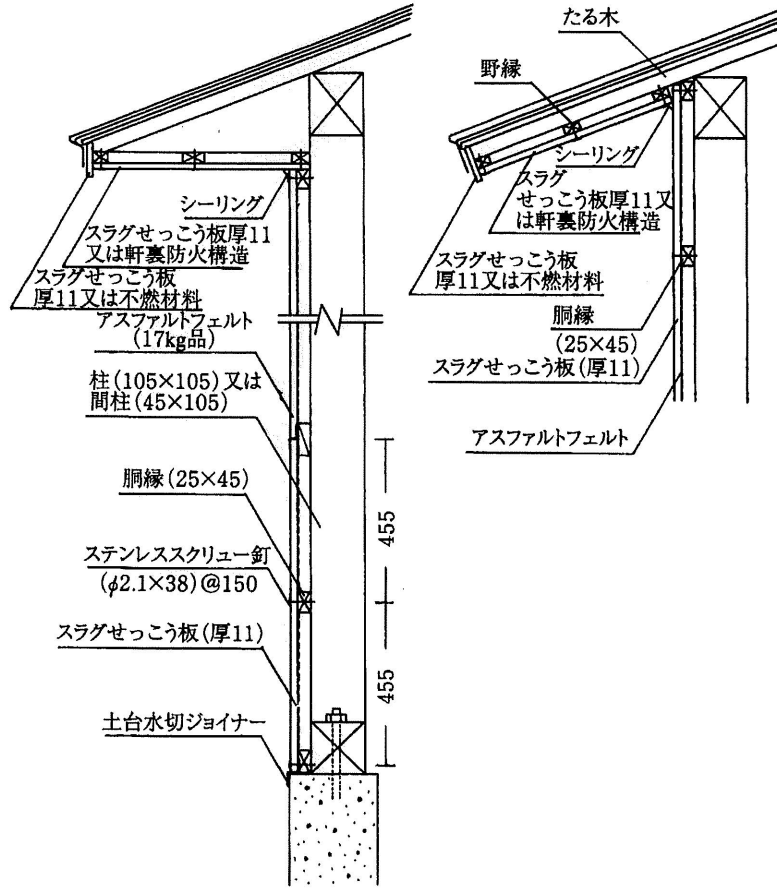 シーリング
スラグせっこう板厚11
又は軒裏防火構造
スラグせっこう板
厚11又は不燃材料
アスファルトフェルト
(17kg品)
柱(105×105)又は
間柱(45×105)
胴縁(25×45)
ステンレススクリュー釘
(φ2.1×38)@150
スラグせっこう板(厚11)
土台水切ジョイナー
455
455
たる木
野縁
シーリング
スラグ
せっこう板厚11又
は軒裏防火構造
スラグせっこう板
厚11又は不燃材料
胴縁
(25×45)
スラグせっこう板(厚11)
アスファルトフェルト